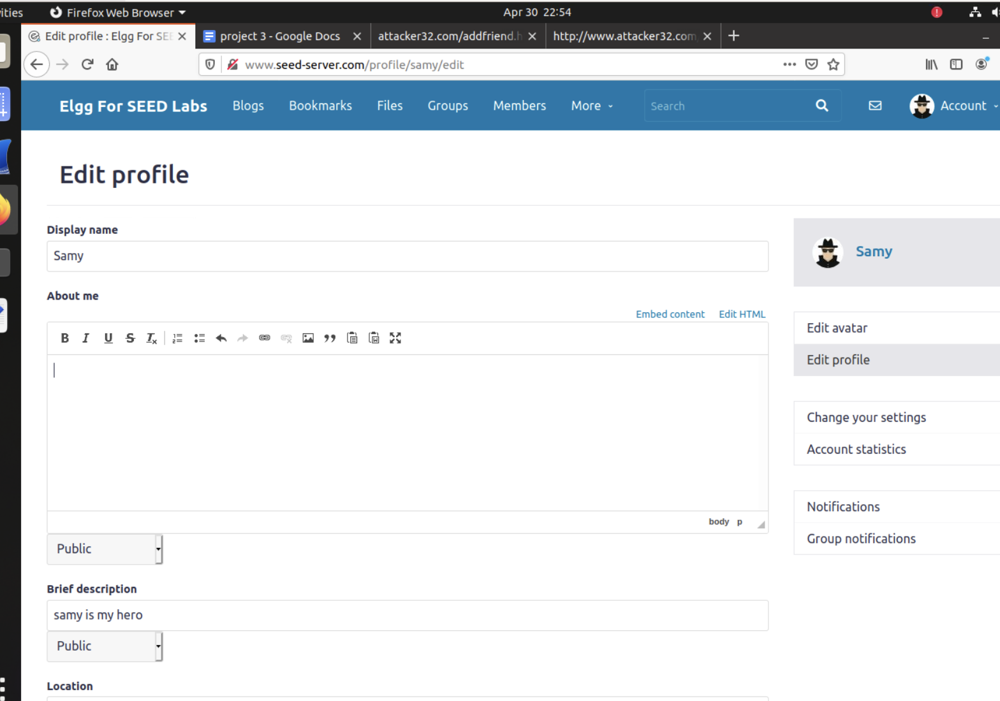 ities Firefox Web Browser Apr 30 22:54
Edit profile : Elgg For SEE project 3 - Google Docs attacker32.com/addfriend.h http://www.attacker32.com/
www.seed-server.com/profile/samy/edit
Elgg For SEED Labs Blogs Bookmarks Files Groups Members More Search Account
Edit profile
Display name
Samy
Samy
About me
Embed content Edit HTML
Edit avatar
Edit profile
Change your settings
Account statistics
Notifications
body p
Group notifications
Public
Brief description
samy is my hero
Public
Location